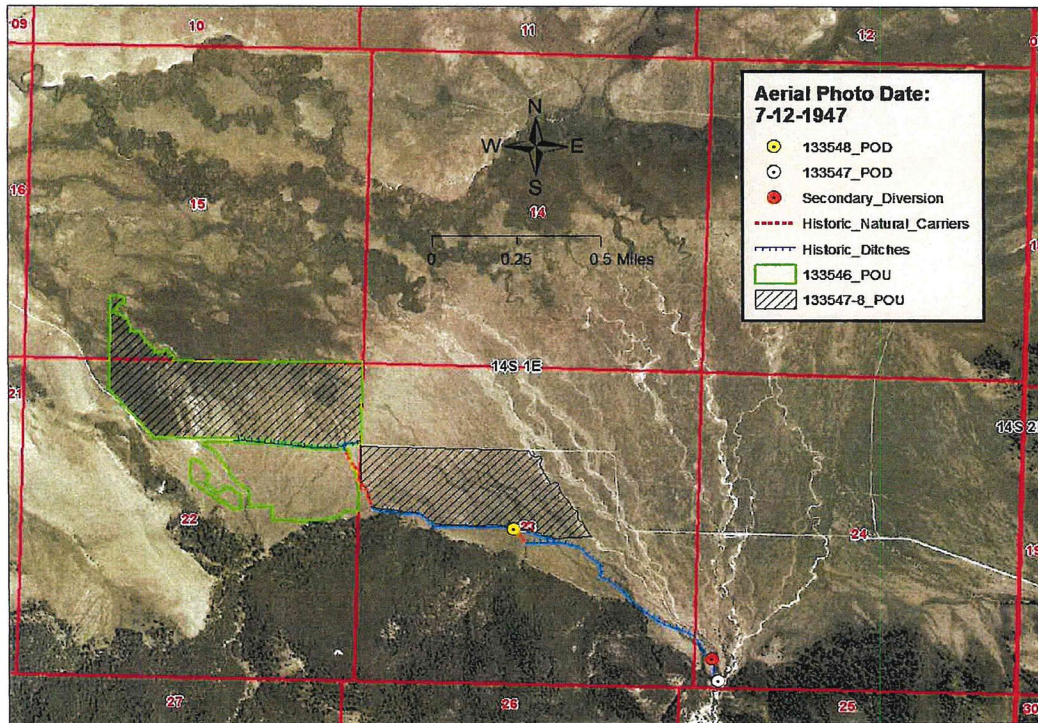 09
10
11
12
Aerial Photo Date:
7-12-1947
133548_POD
133547_POD
Secondary_Diversion
Historic_Natural_Carriers
Historic_Ditches
133546_POU
133547-8_POU
N
W E
S
16
15
14
0 0.25 0.5 Miles
14S 1E
21
14S 2
22
23
24
19
27
26
25
30